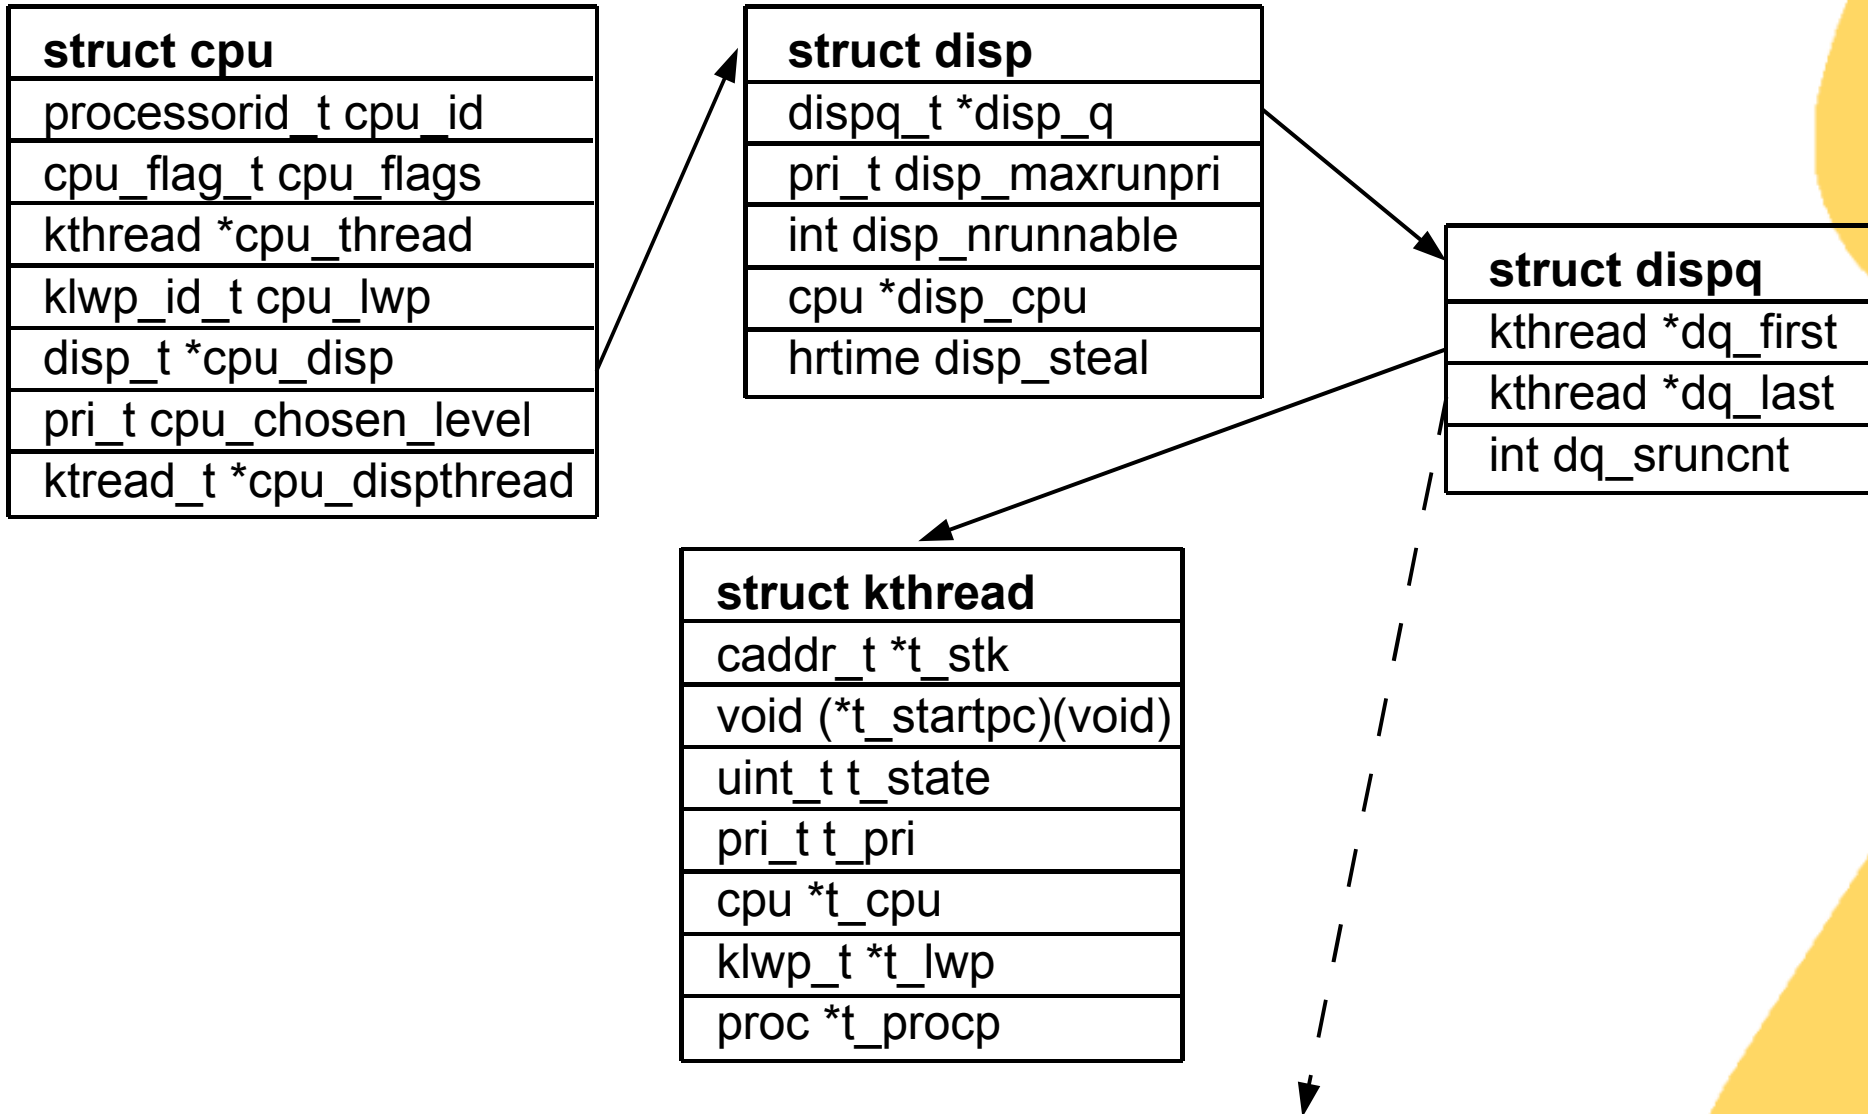 struct cpu
processorid_t cpu_id
cpu_flag_t cpu_flags
kthread *cpu_thread
klwp_id_t cpu_lwp
disp_t *cpu_disp
pri_t cpu_chosen_level
ktread_t *cpu_dispthread
struct disp
dispq_t *disp_q
pri_t disp_maxrunpri
int disp_nrunnable
cpu *disp_cpu
hrtime disp_steal
struct dispq
kthread *dq_first
kthread *dq_last
int dq_sruncnt
struct kthread
caddr_t *t_stk
void (*t_startpc)(void)
uint_t t_state
pri_t t_pri
cpu *t_cpu
klwp_t *t_lwp
proc *t_procp